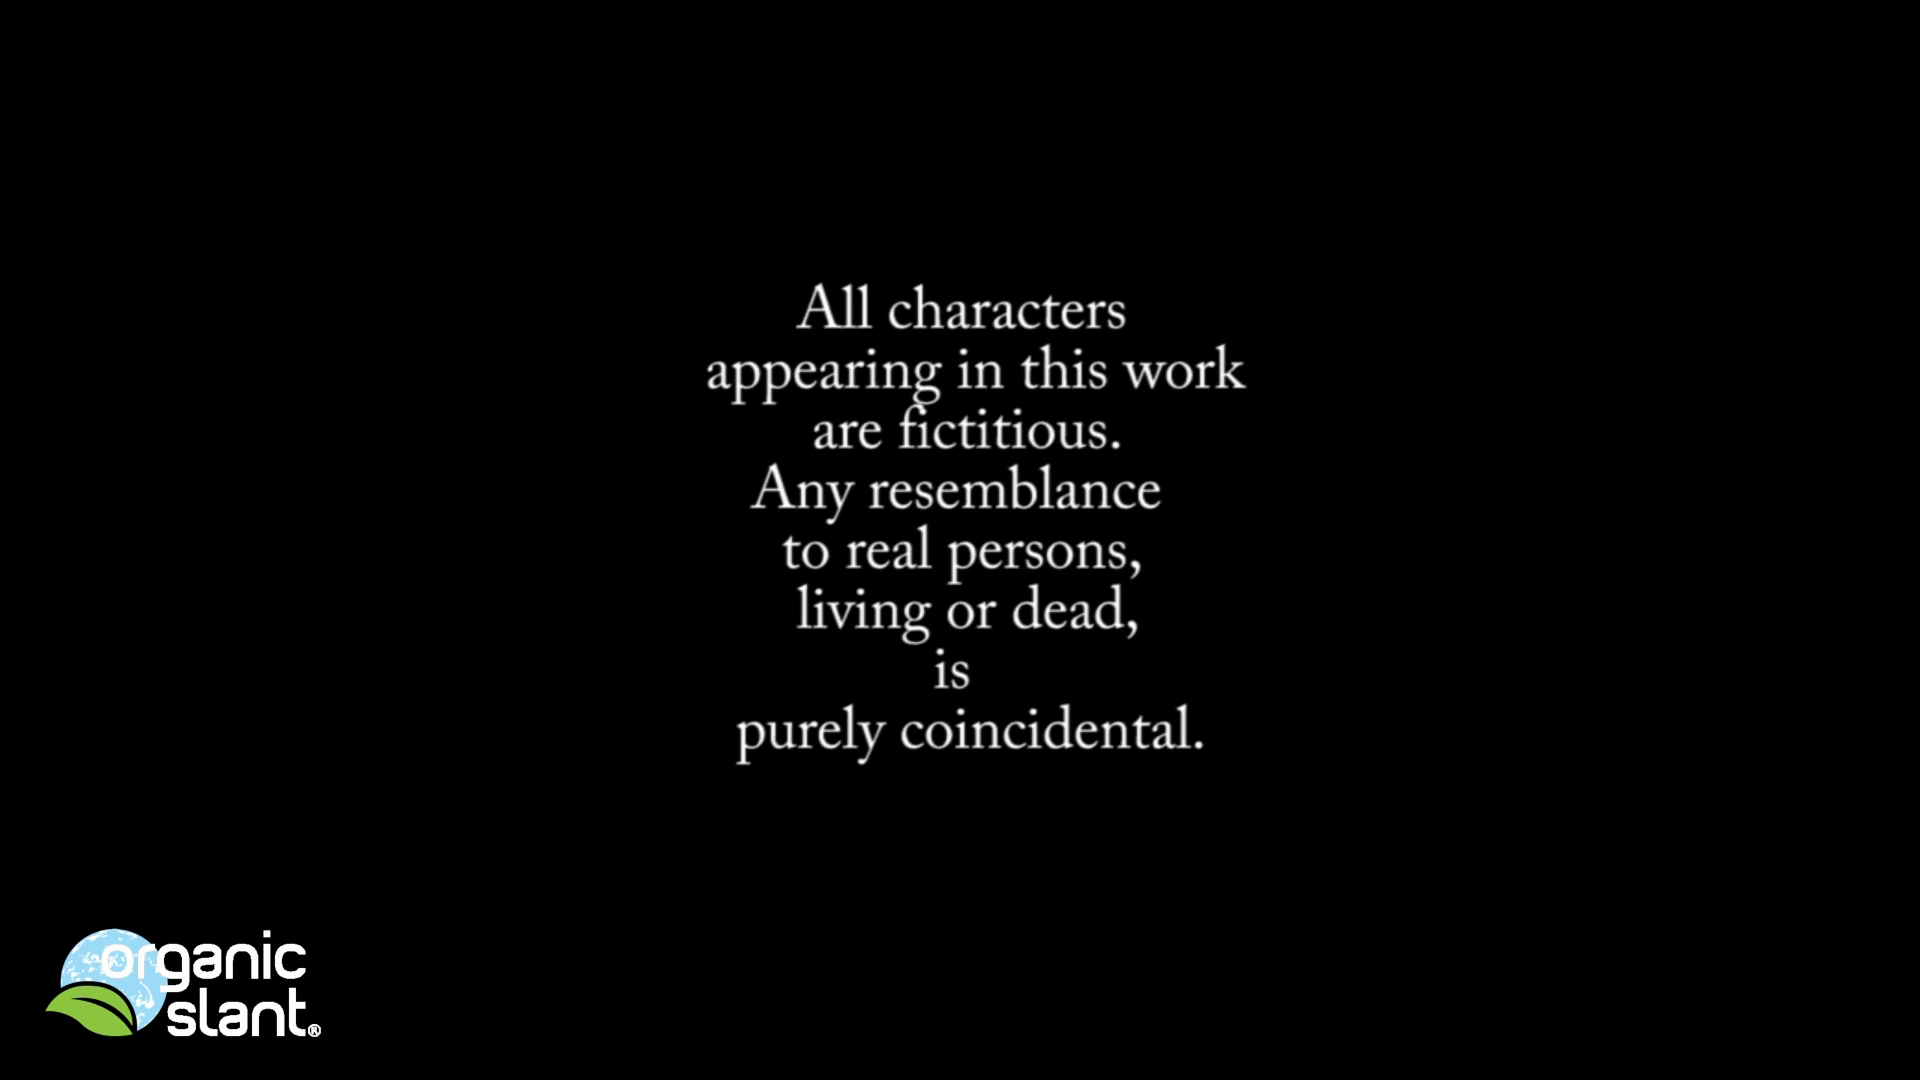 All characters
appearing in this work
are fictitious.
Any resemblance
to real persons,
living or dead,
is
purely coincidental.
organic
slant®